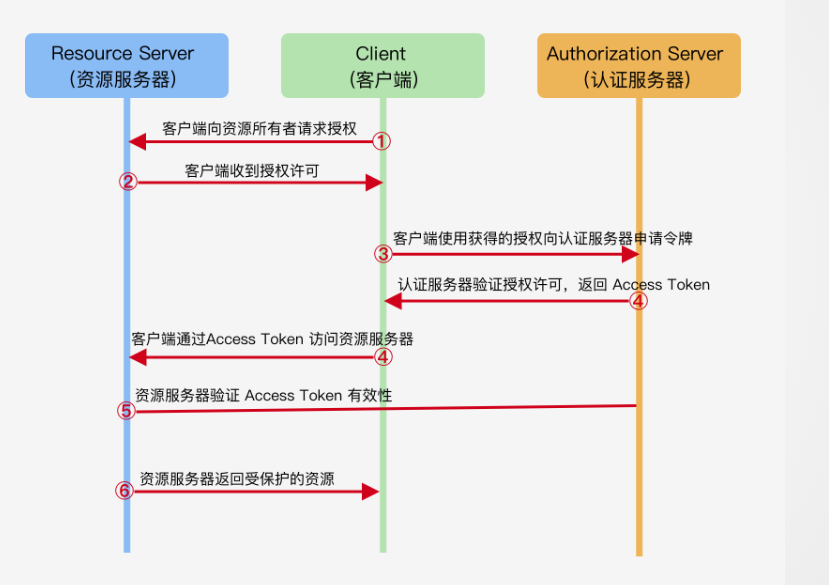 Resource Server
(资源服务器)
Client
(客户端)
Authorization Server
(认证服务器)
客户端向资源所有者请求授权
①
②
客户端收到授权许可
客户端使用获得的授权向认证服务器申请令牌
③
认证服务器验证授权许可，返回 Access Token
④
客户端通过Access Token 访问资源服务器
④
资源服务器验证 Access Token 有效性
⑤
资源服务器返回受保护的资源
⑥